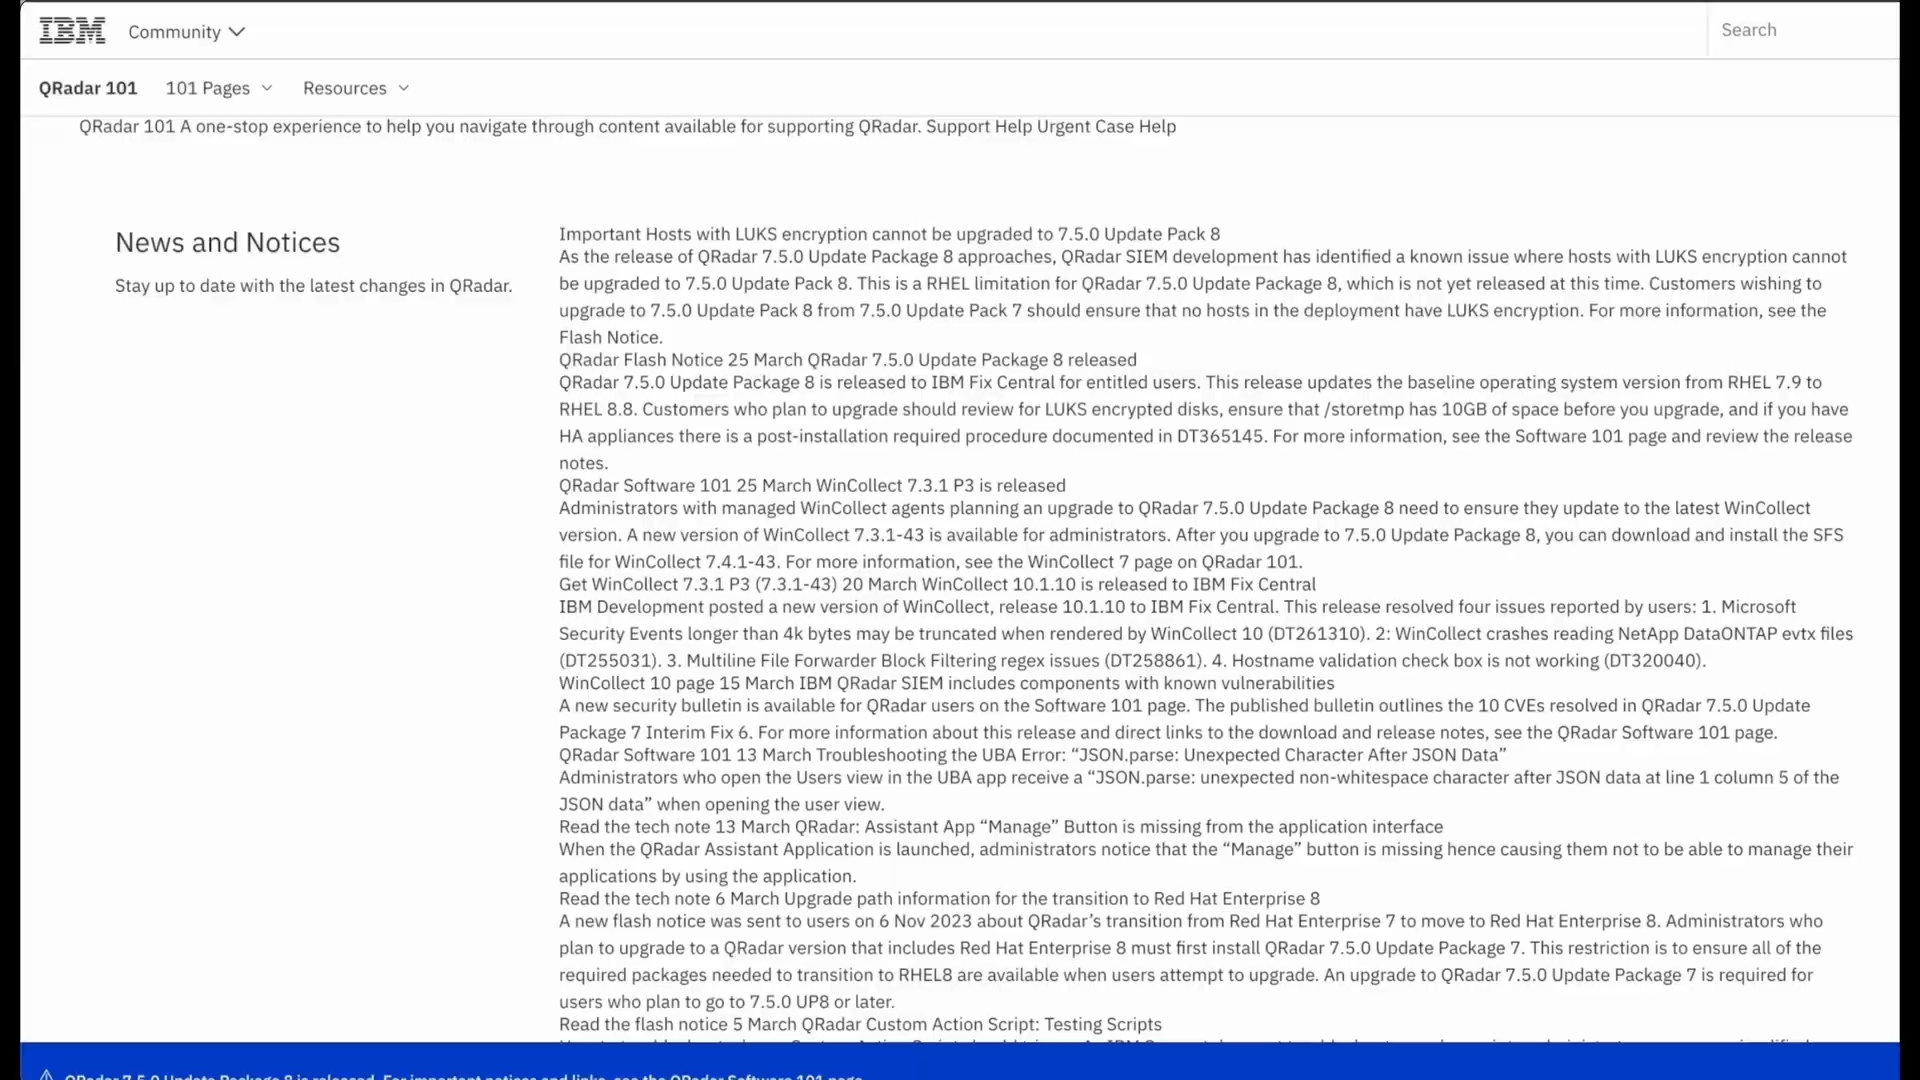 IBM Community
Search
QRadar 101 101 Pages Resources
QRadar 101 A one-stop experience to help you navigate through content available for supporting QRadar. Support Help Urgent Case Help
News and Notices
Stay up to date with the latest changes in QRadar.
Important Hosts with LUKS encryption cannot be upgraded to 7.5.0 Update Pack 8
As the release of QRadar 7.5.0 Update Package 8 approaches, QRadar SIEM development has identified a known issue where hosts with LUKS encryption cannot
be upgraded to 7.5.0 Update Pack 8. This is a RHEL limitation for QRadar 7.5.0 Update Package 8, which is not yet released at this time. Customers wishing to
upgrade to 7.5.0 Update Pack 8 from 7.5.0 Update Pack 7 should ensure that no hosts in the deployment have LUKS encryption. For more information, see the
Flash Notice.
QRadar Flash Notice 25 March QRadar 7.5.0 Update Package 8 released
QRadar 7.5.0 Update Package 8 is released to IBM Fix Central for entitled users. This release updates the baseline operating system version from RHEL 7.9 to
RHEL 8.8. Customers who plan to upgrade should review for LUKS encrypted disks, ensure that /storetmp has 10GB of space before you upgrade, and if you have
HA appliances there is a post-installation required procedure documented in DT365145. For more information, see the Software 101 page and review the release
notes.
QRadar Software 101 25 March WinCollect 7.3.1 P3 is released
Administrators with managed WinCollect agents planning an upgrade to QRadar 7.5.0 Update Package 8 need to ensure they update to the latest WinCollect
version. A new version of WinCollect 7.3.1-43 is available for administrators. After you upgrade to 7.5.0 Update Package 8, you can download and install the SFS
file for WinCollect 7.4.1-43. For more information, see the WinCollect 7 page on QRadar 101.
Get WinCollect 7.3.1 P3 (7.3.1-43) 20 March WinCollect 10.1.10 is released to IBM Fix Central
IBM Development posted a new version of WinCollect, release 10.1.10 to IBM Fix Central. This release resolved four issues reported by users: 1. Microsoft
Security Events longer than 4k bytes may be truncated when rendered by WinCollect 10 (DT261310). 2: WinCollect crashes reading NetApp DataONTAP evtx files
(DT255031). 3. Multiline File Forwarder Block Filtering regex issues (DT258861). 4. Hostname validation check box is not working (DT320040).
WinCollect 10 page 15 March IBM QRadar SIEM includes components with known vulnerabilities
A new security bulletin is available for QRadar users on the Software 101 page. The published bulletin outlines the 10 CVEs resolved in QRadar 7.5.0 Update
Package 7 Interim Fix 6. For more information about this release and direct links to the download and release notes, see the QRadar Software 101 page.
QRadar Software 101 13 March Troubleshooting the UBA Error: “JSON.parse: Unexpected Character After JSON Data”
Administrators who open the Users view in the UBA app receive a “JSON.parse: unexpected non-whitespace character after JSON data at line 1 column 5 of the
JSON data” when opening the user view.
Read the tech note 13 March QRadar: Assistant App “Manage” Button is missing from the application interface
When the QRadar Assistant Application is launched, administrators notice that the “Manage” button is missing hence causing them not to be able to manage their
applications by using the application.
Read the tech note 6 March Upgrade path information for the transition to Red Hat Enterprise 8
A new flash notice was sent to users on 6 Nov 2023 about QRadar’s transition from Red Hat Enterprise 7 to move to Red Hat Enterprise 8. Administrators who
plan to upgrade to a QRadar version that includes Red Hat Enterprise 8 must first install QRadar 7.5.0 Update Package 7. This restriction is to ensure all of the
required packages needed to transition to RHEL8 are available when users attempt to upgrade. An upgrade to QRadar 7.5.0 Update Package 7 is required for
users who plan to go to 7.5.0 UP8 or later.
Read the flash notice 5 March QRadar Custom Action Script: Testing Scripts
QRadar 7.5.0 Update Package 8 is released. For important notices and links, see the QRadar Software 101 page